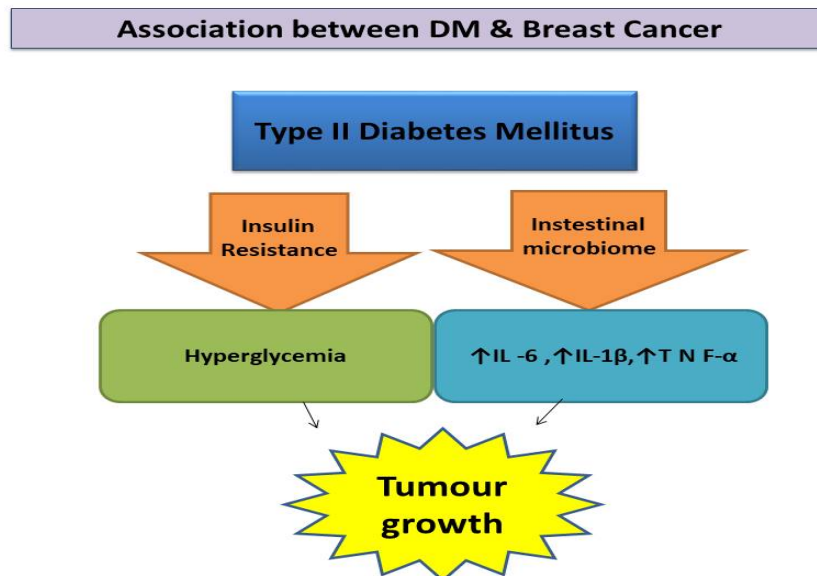 Association between DM & Breast Cancer
Type II Diabetes Mellitus
Insulin
Resistance
Instestinal
microbiome
Hyperglycemia
↑IL -6 ,↑IL-1β,↑T N F-α
Tumour
growth